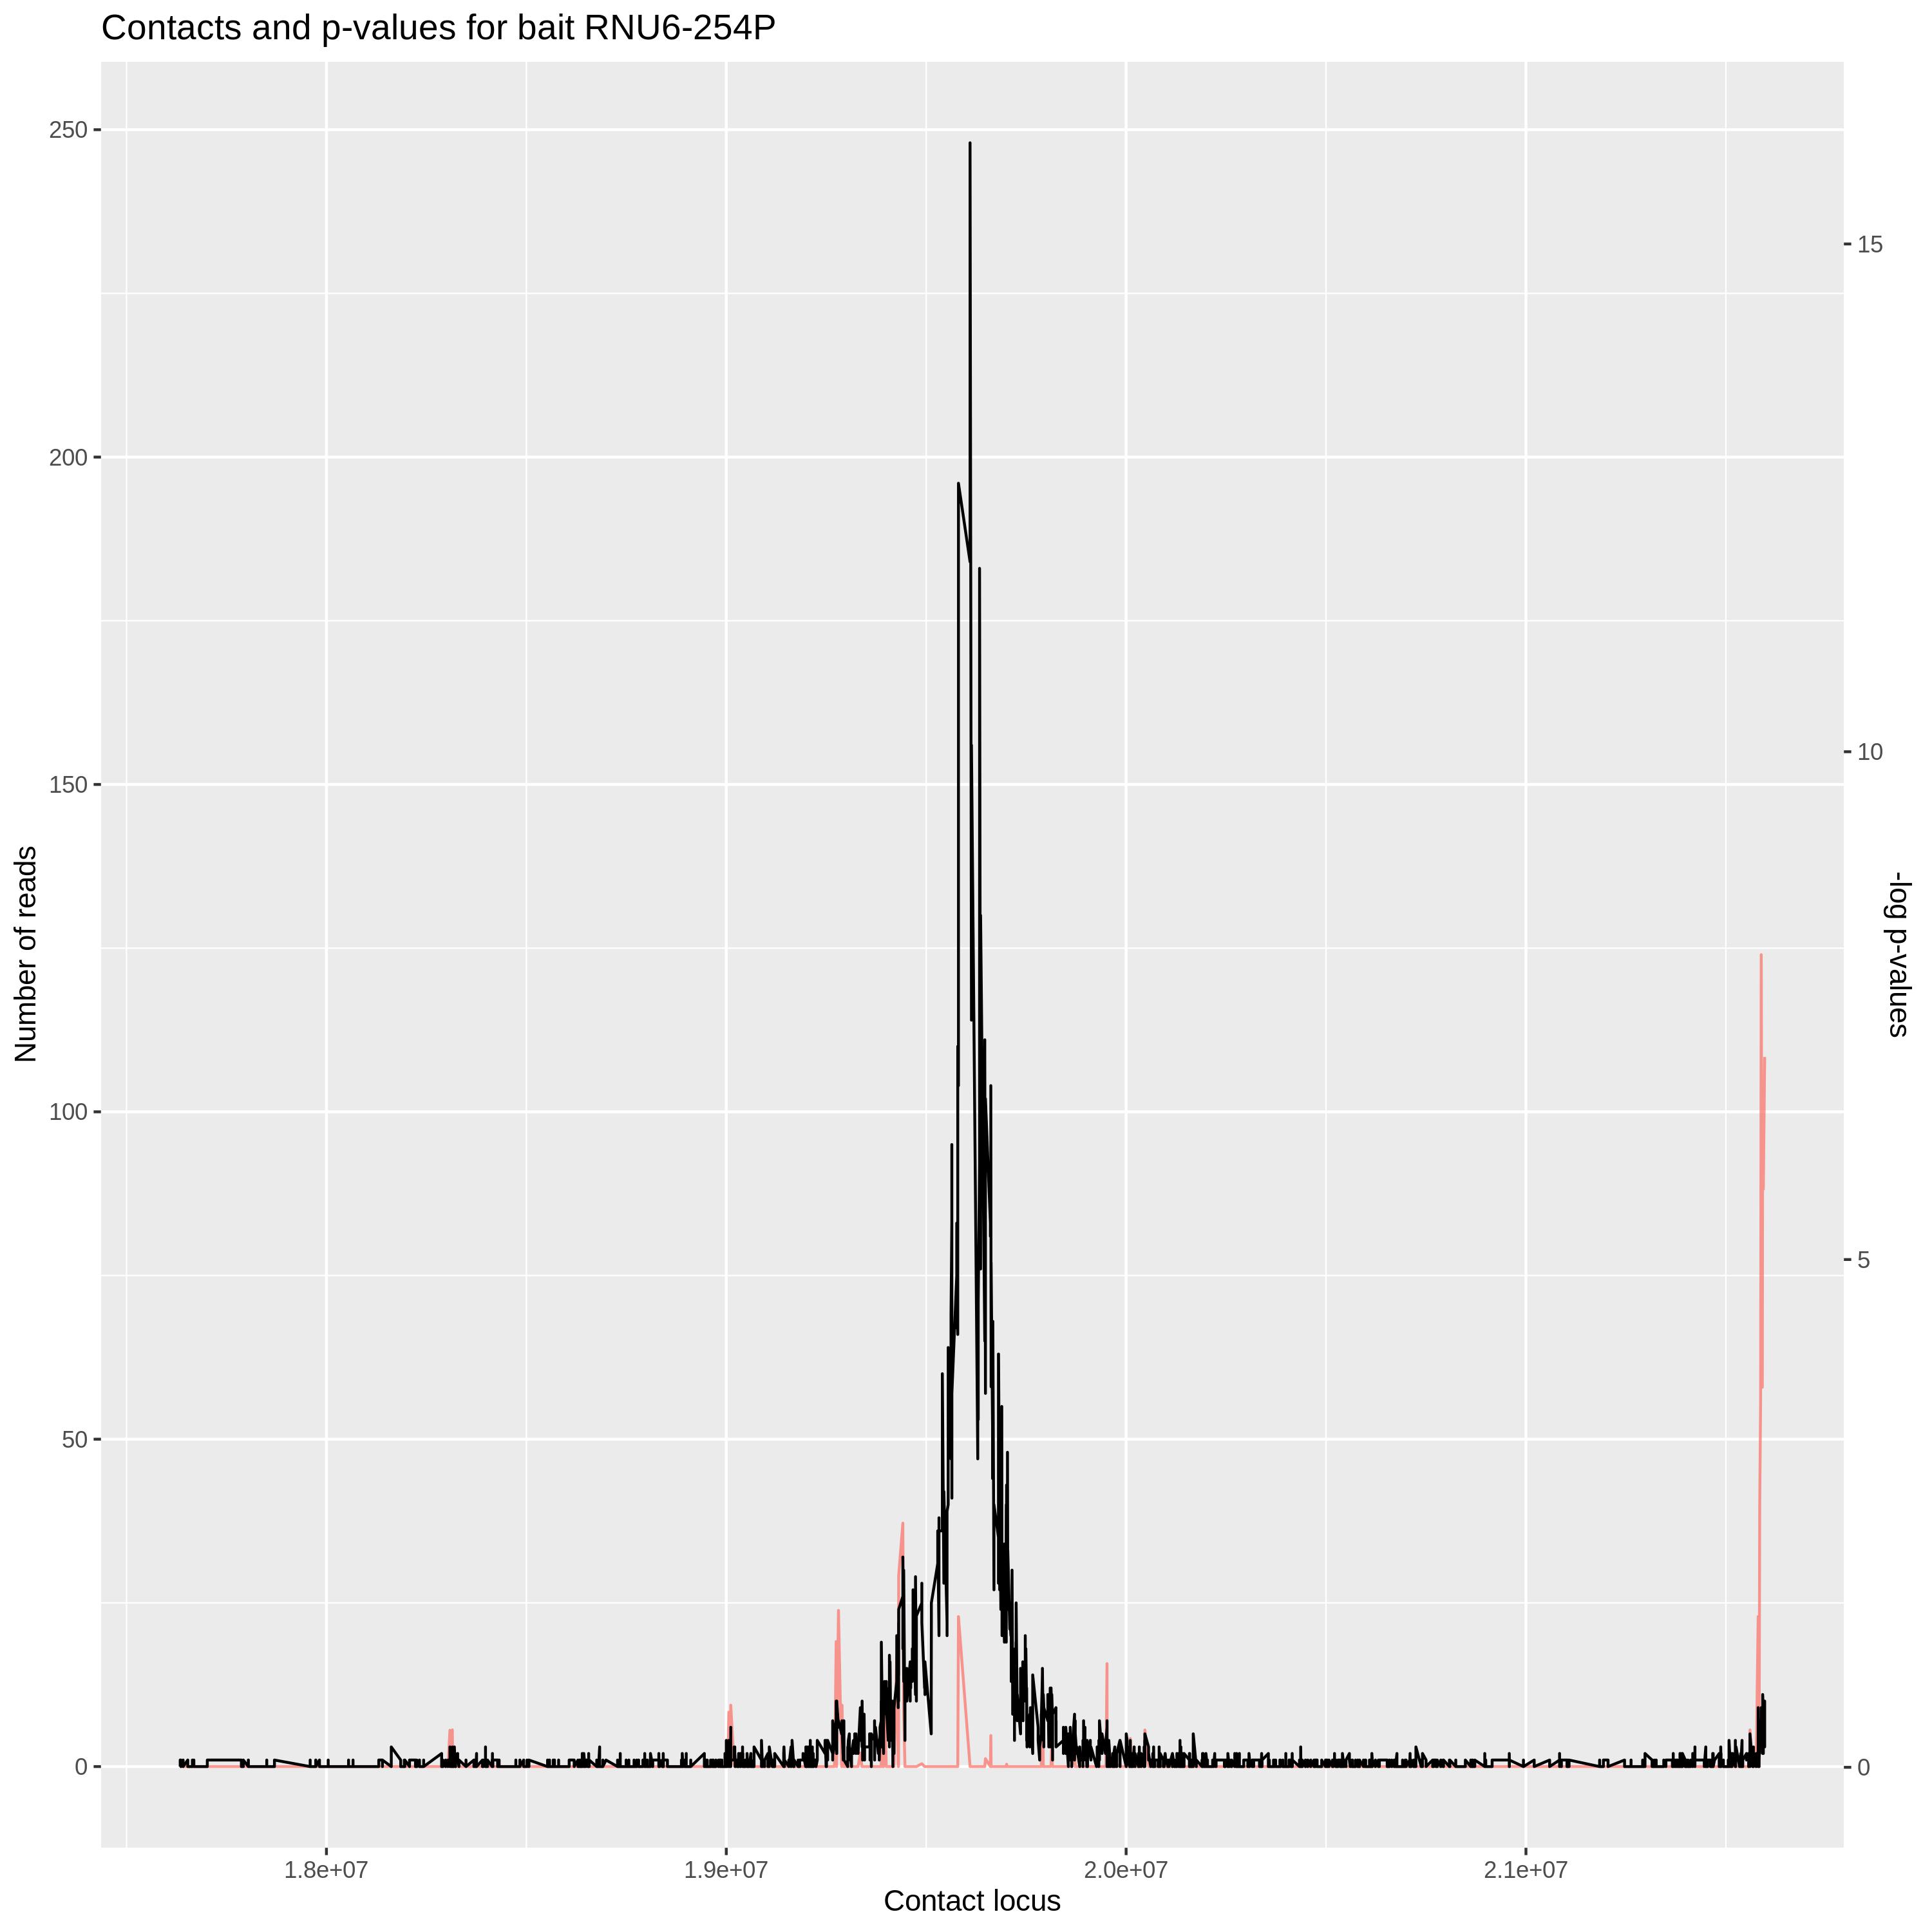 Contacts and p-values for bait RNU6-254P
250
200
150
100
50
0
Number of reads
15
10
5
0
-log p-values
1.8e+07
1.9e+07
2.0e+07
2.1e+07
Contact locus